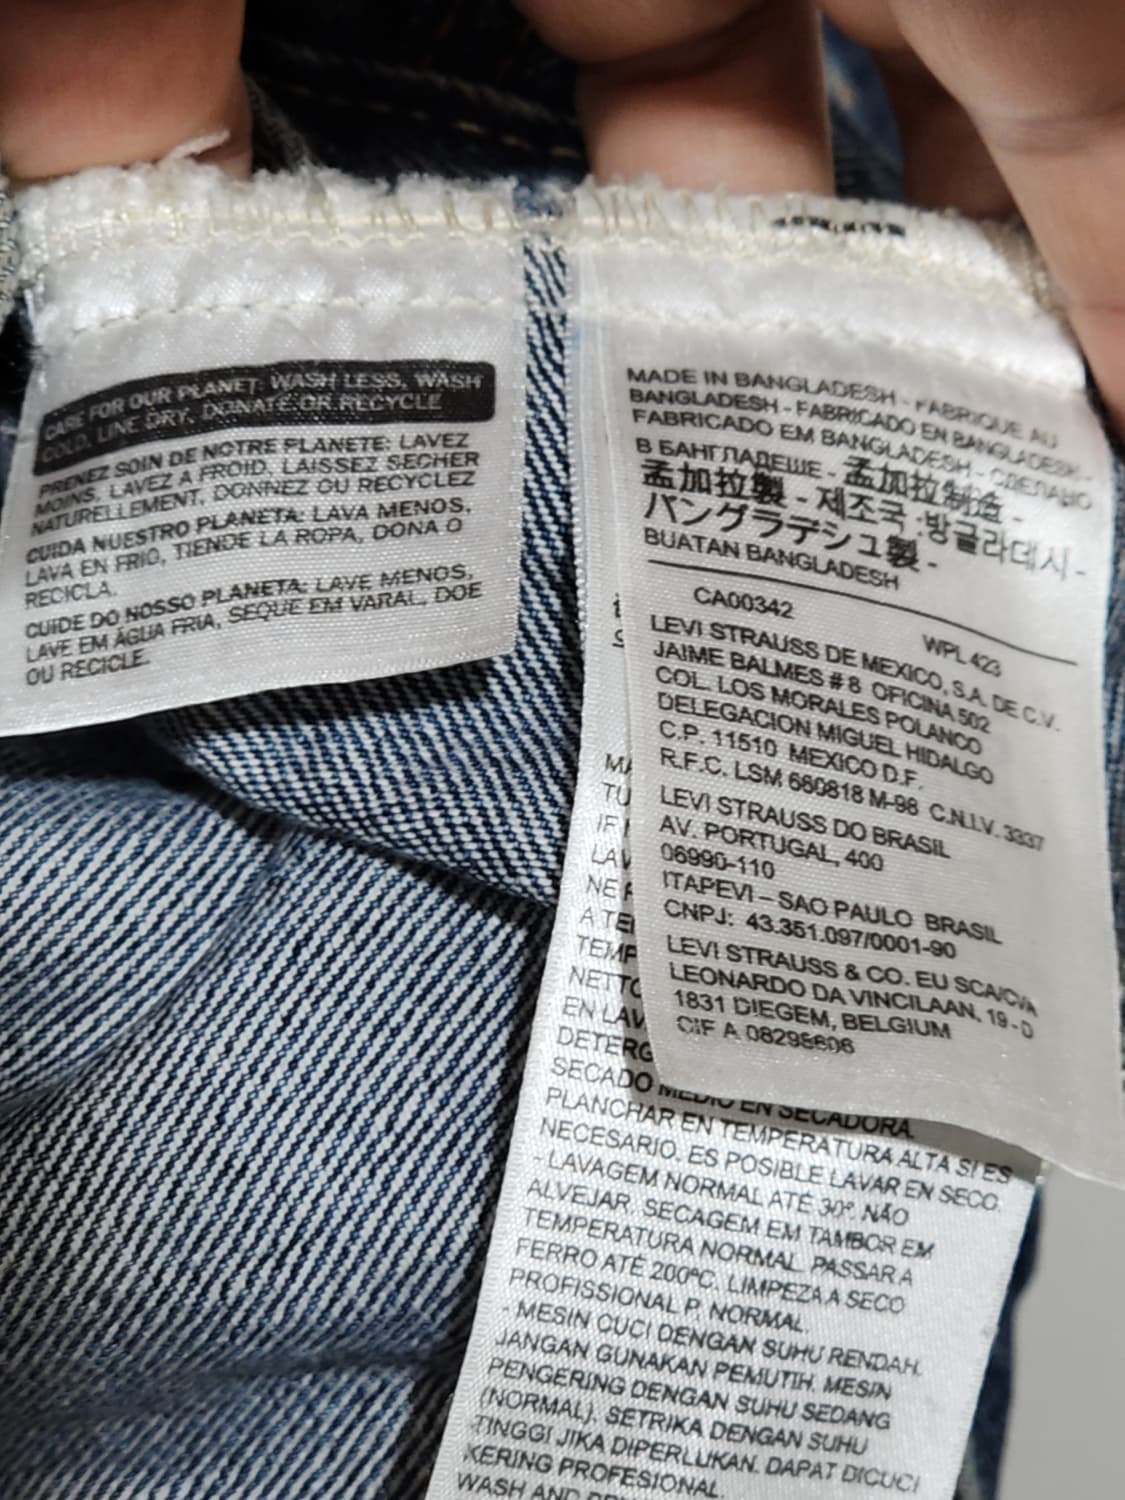 CARE FOR OUR PLANET: WASH LESS, WASH
COLD, LINE DRY, DONATE OR RECYCLE
PRENEZ SOIN DE NOTRE PLANETE: LAVEZ
MOINS, LAVEZ A FROID, LAISSEZ SECHER
NATURELLEMENT, DONNEZ OU RECYCLEZ
CUIDA NUESTRO PLANETA: LAVA MENOS,
LAVA EN FRIO, TIENDE LA ROPA, DONA O
RECICLA.
CUIDE DO NOSSO PLANETA: LAVE MENOS,
LAVE EM ÁGUA FRIA, SEQUE EM VARAL, DOE
OU RECICLE.
MADE IN BANGLADESH - FABRIQUE AU
BANGLADESH - FABRICADO EN BANGLADESH -
FABRICADO EM BANGLADESH - СДЕЛАНО
В БАНГЛАДЕШЕ - 孟加拉制造 -
孟加拉製 - 제조국 :방글라데시 -
バングラデシュ製 -
BUATAN BANGLADESH
CA00342 WPL 423
LEVI STRAUSS DE MEXICO, S.A. DE C.V.
JAIME BALMES # 8 OFICINA 502
COL. LOS MORALES POLANCO
DELEGACION MIGUEL HIDALGO
C.P. 11510 MEXICO D.F.
R.F.C. LSM 660818 M-98 C.N.I.V. 3337
LEVI STRAUSS DO BRASIL
AV. PORTUGAL, 400
06990-110
ITAPEVI – SAO PAULO BRASIL
CNPJ: 43.351.097/0001-90
LEVI STRAUSS & CO. EU SCA/CVA
LEONARDO DA VINCILAAN, 19 - D
1831 DIEGEM, BELGIUM
CIF A 08298606
EN LAV
DETERG
SECADO MEDIO EN SECADORA.
PLANCHAR EN TEMPERATURA ALTA SI ES
NECESARIO. ES POSIBLE LAVAR EN SECO.
- LAVAGEM NORMAL ATÉ 30º. NÃO
ALVEJAR. SECAGEM EM TAMBOR EM
TEMPERATURA NORMAL. PASSAR A
FERRO ATÉ 200ºC. LIMPEZA A SECO
PROFISSIONAL P, NORMAL.
- MESIN CUCI DENGAN SUHU RENDAH.
JANGAN GUNAKAN PEMUTIH. MESIN
PENGERING DENGAN SUHU SEDANG
(NORMAL). SETRIKA DENGAN SUHU
TINGGI JIKA DIPERLUKAN. DAPAT DICUCI
KERING PROFESIONAL.
WASH AND